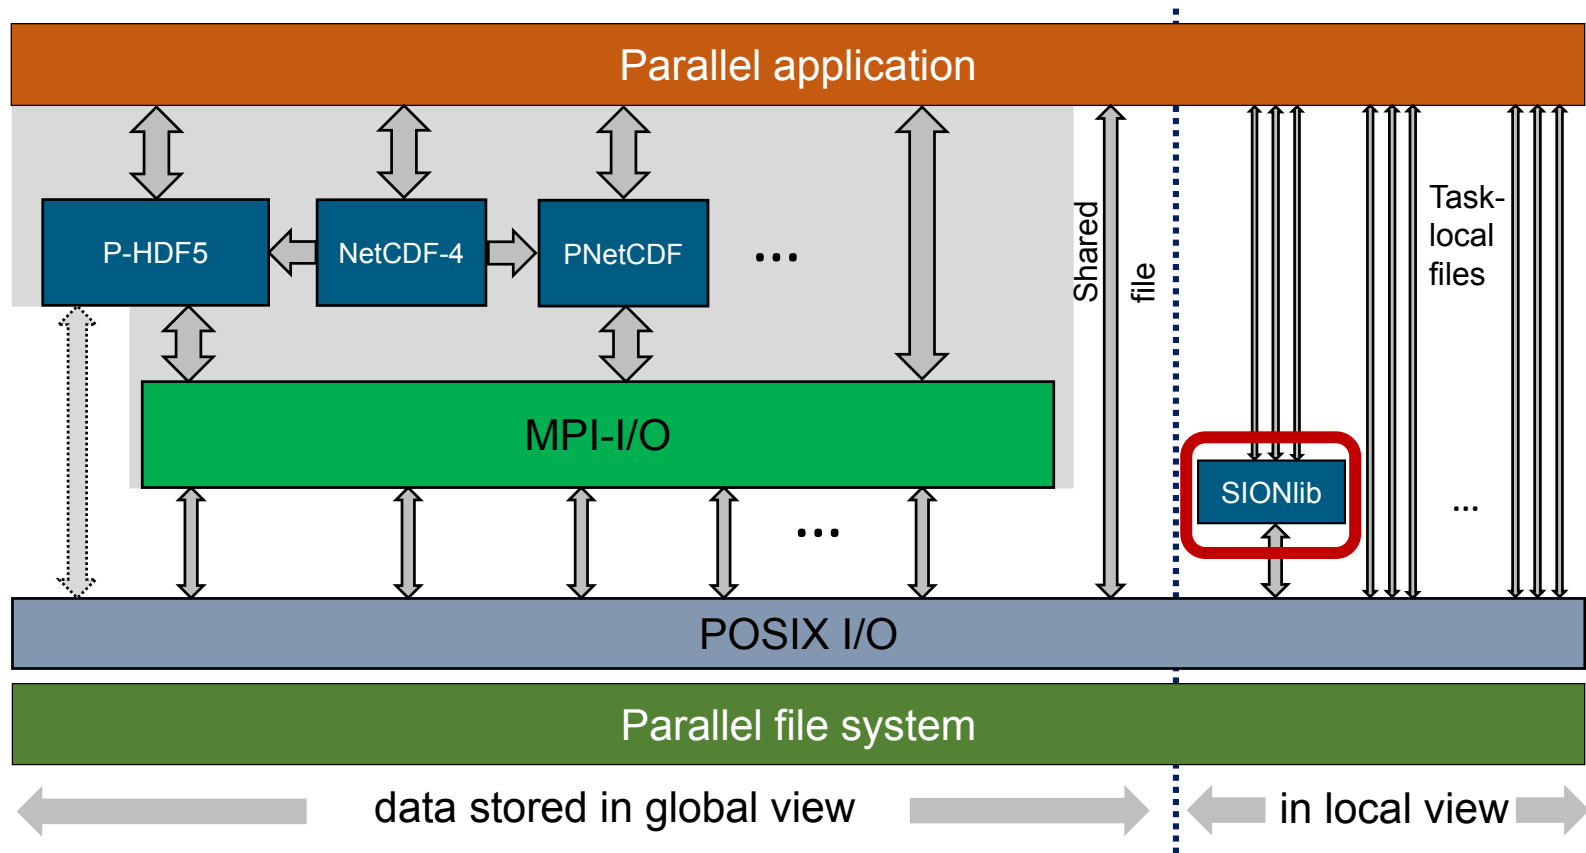 Parallel application
P-HDF5
NetCDF-4
PNetCDF
...
Shared
file
Task-
local
files
MPI-I/O
SIONlib
...
...
POSIX I/O
Parallel file system
data stored in global view
in local view